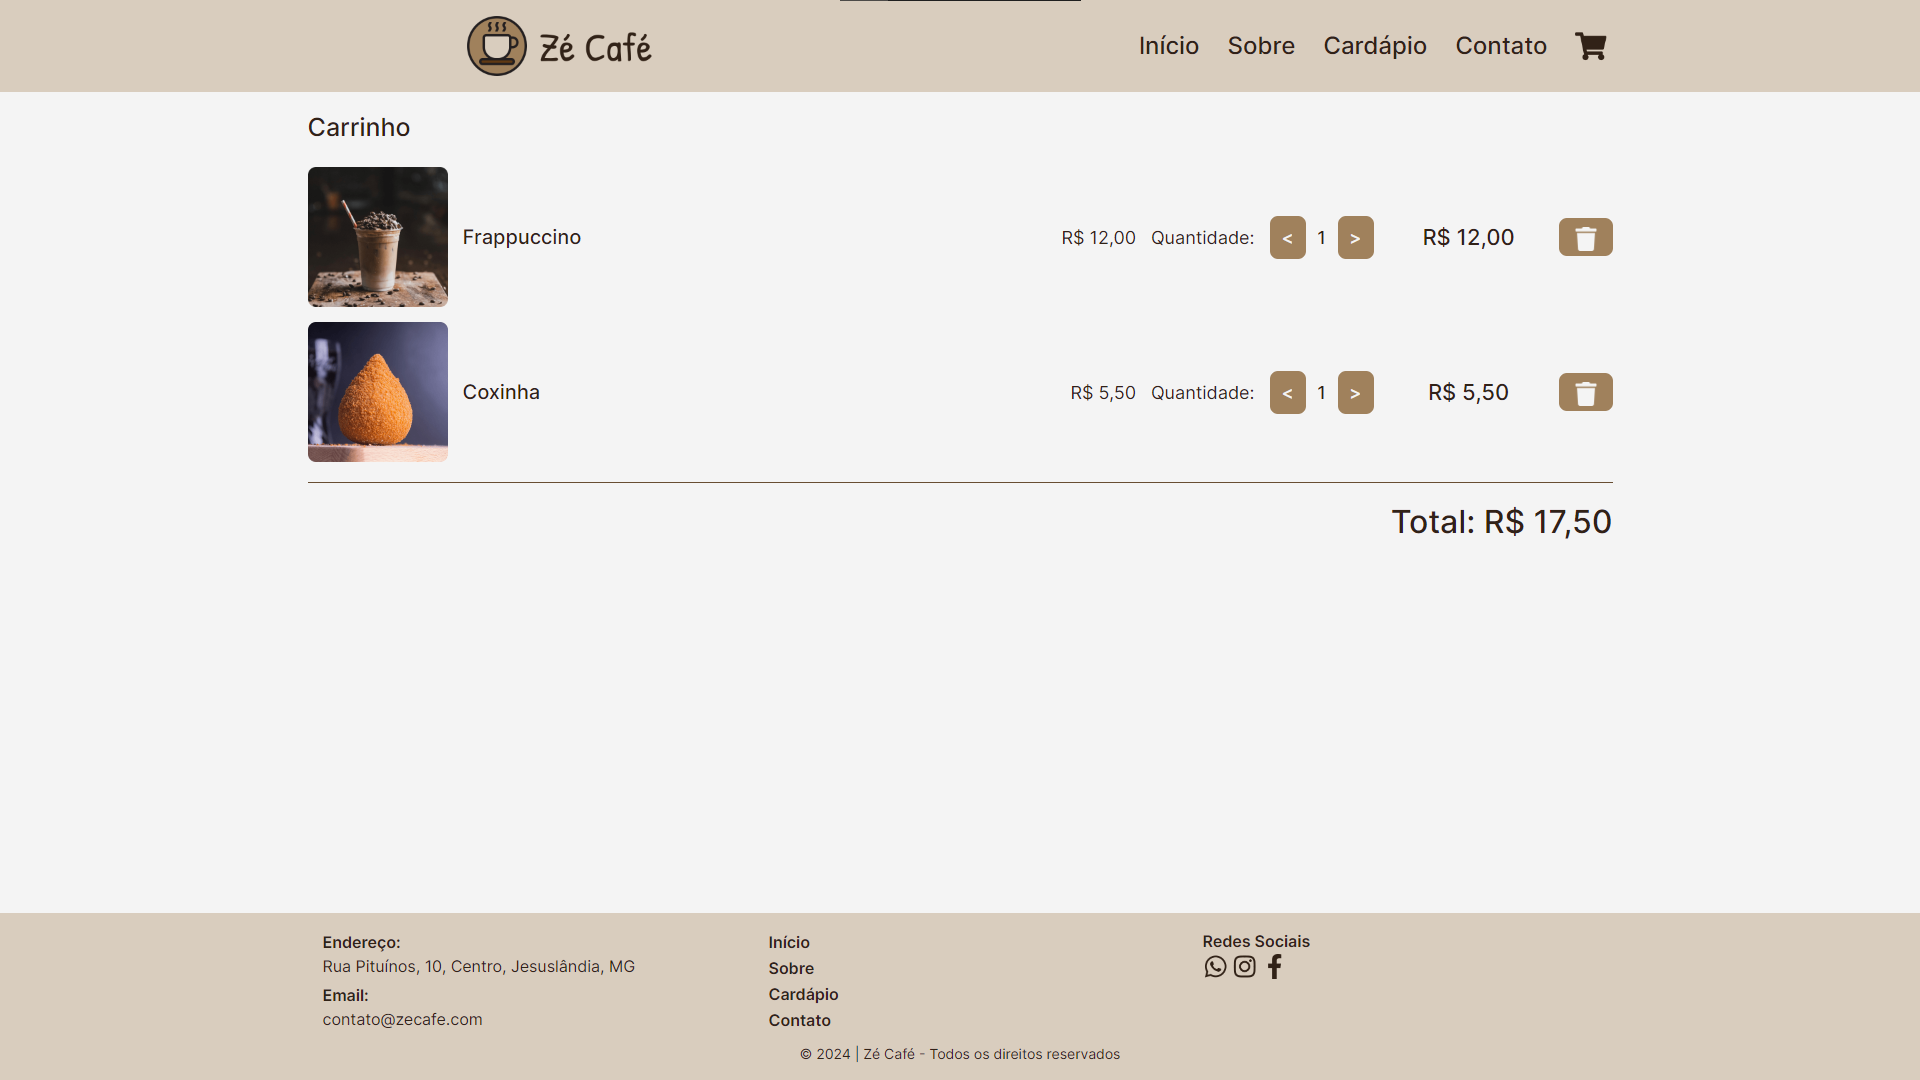 Zé Café
Início Sobre Cardápio Contato
Carrinho
Frappuccino R$ 12,00 Quantidade: < 1 > R$ 12,00
Coxinha R$ 5,50 Quantidade: < 1 > R$ 5,50
Total: R$ 17,50
Endereço:
Rua Pituínos, 10, Centro, Jesuslândia, MG
Email:
contato@zecafe.com
Início
Sobre
Cardápio
Contato
Redes Sociais
© 2024 | Zé Café - Todos os direitos reservados